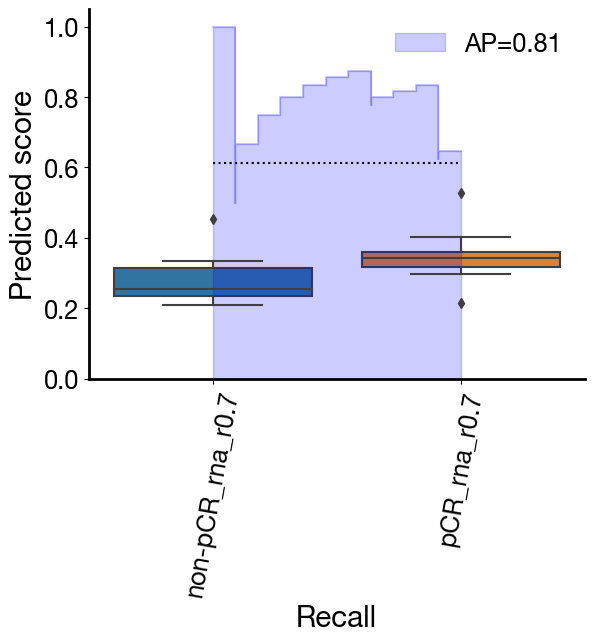 AP=0.81
Predicted score
1.0
0.8
0.6
0.4
0.2
0.0
non-pCR_rna_r0.7
pCR_rna_r0.7
Recall